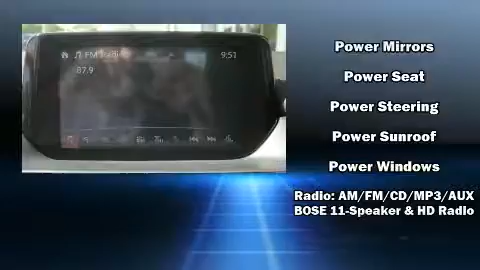 FM Radio
9:51
87.9
Power Mirrors
Power Seat
Power Steering
Power Sunroof
Power Windows
Radio: AM/FM/CD/MP3/AUX
BOSE 11-Speaker & HD Radio